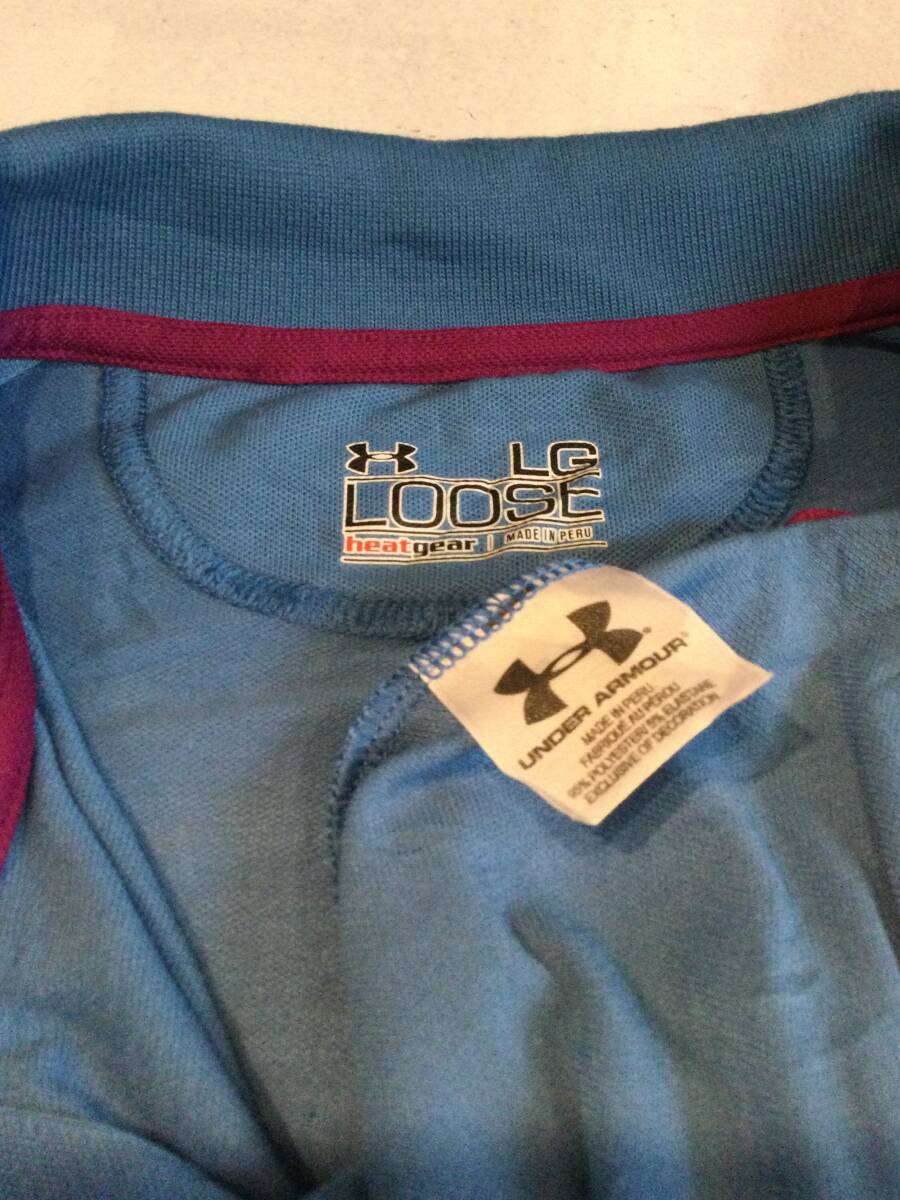 LG
LOOSE
heatgear | MADE IN PERU
UNDER ARMOUR®
MADE IN PERU
FABRIQUÉ AU PÉROU
95% POLYESTER/ 5% ELASTANE
EXCLUSIVE OF DECORATION